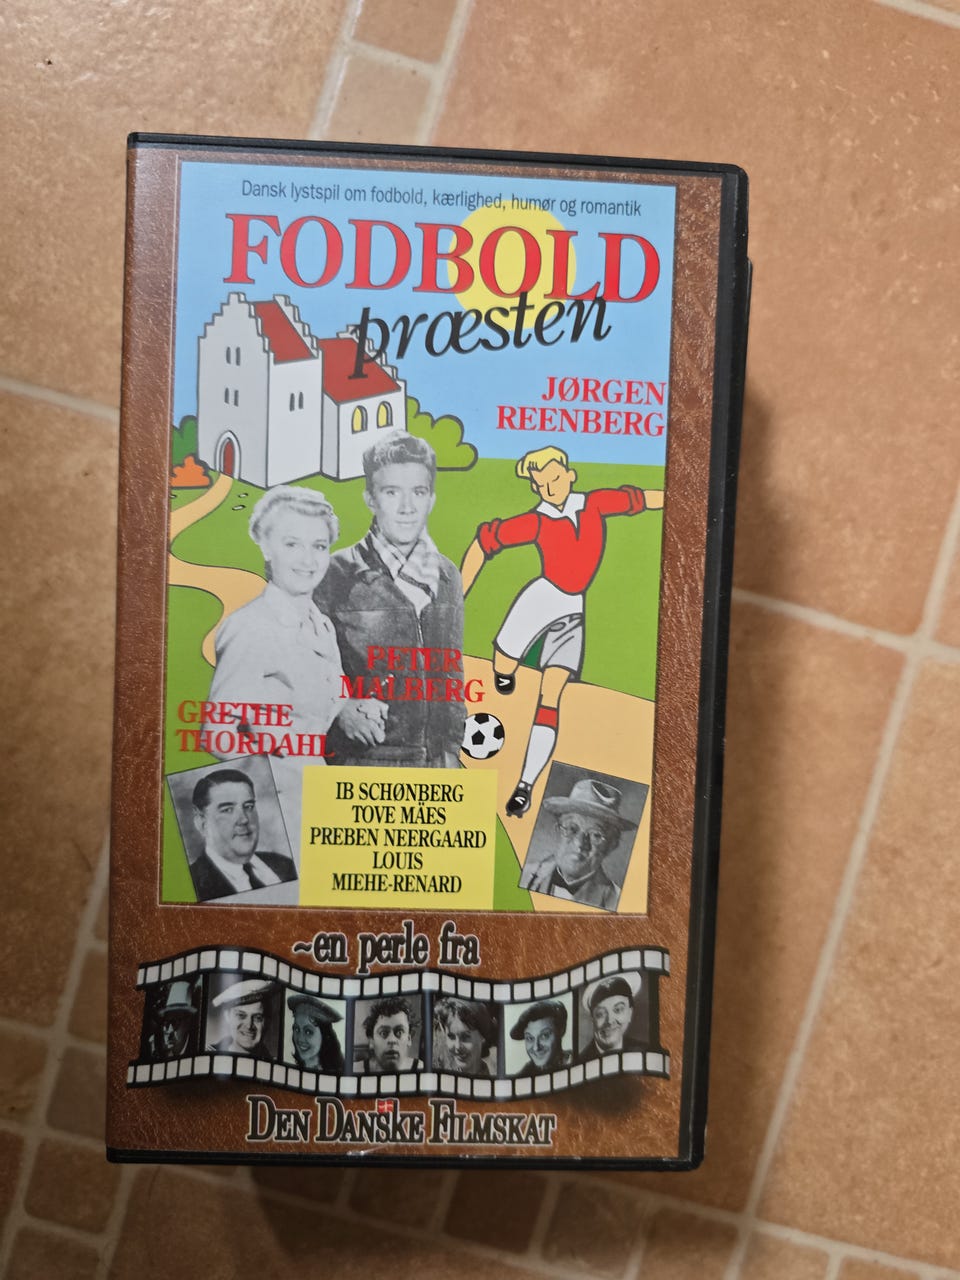 Dansk lystspil om fodbold, kærlighed, humør og romantik
FODBOLD
præsten
JØRGEN
REENBERG
PETER
MALBERG
GRETHE
THORDAHL
IB SCHØNBERG
TOVE MÄES
PREBEN NEERGAARD
LOUIS
MIEHE-RENARD
~en perle fra
DEN DANSKE FILMSKAT